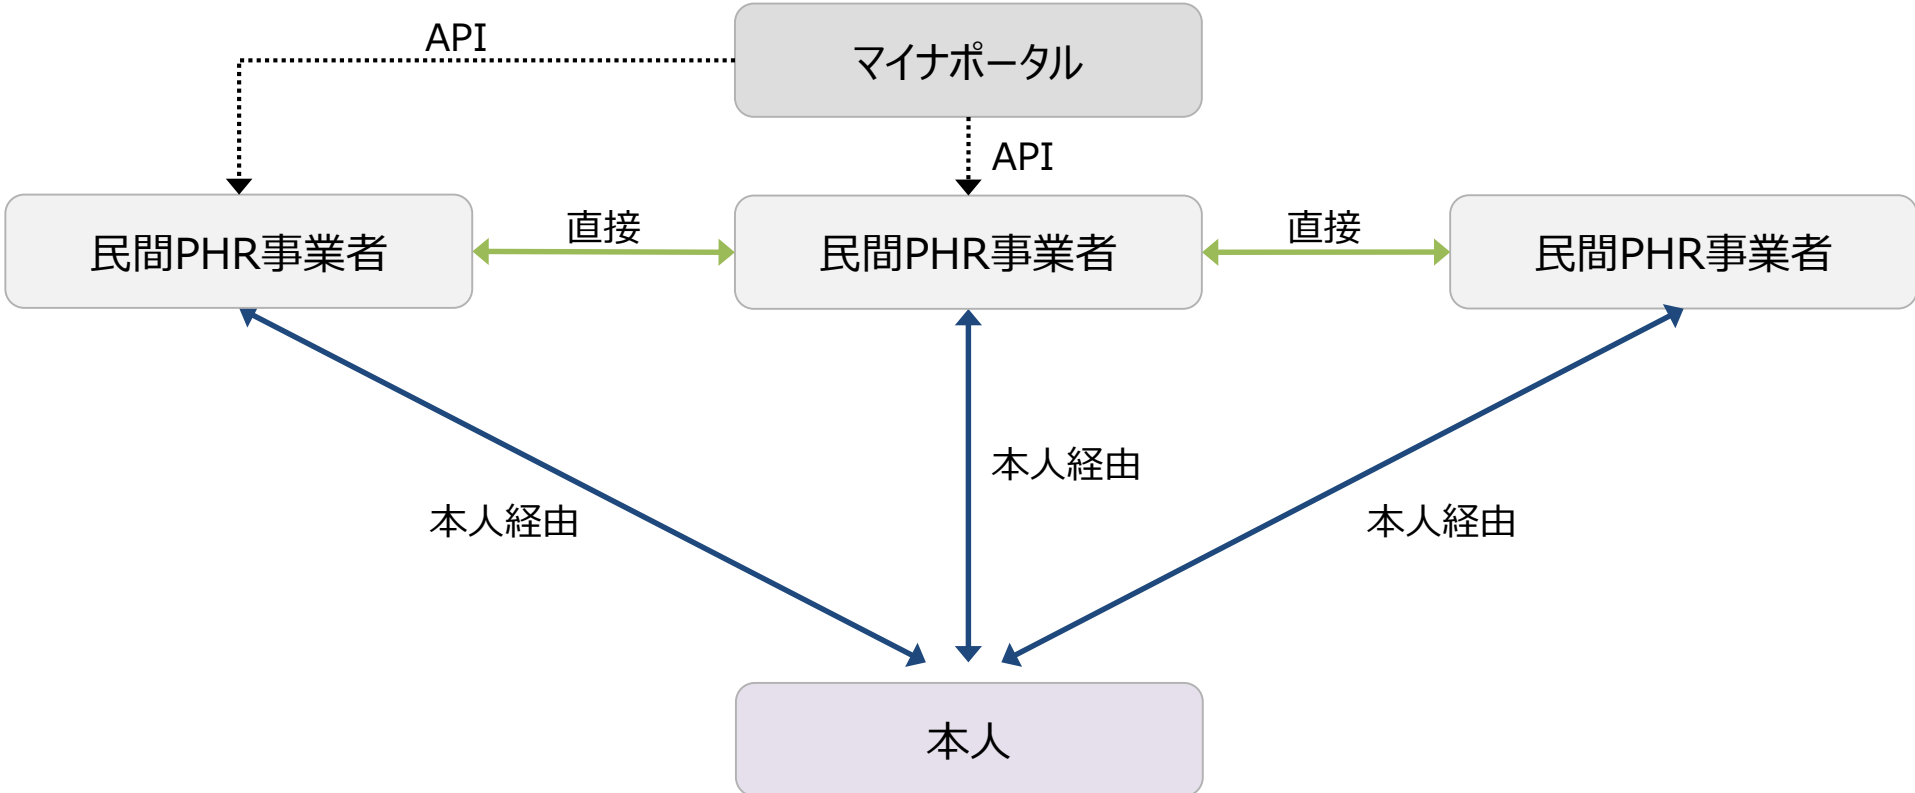 API
マイナポータル
API
民間PHR事業者
直接
民間PHR事業者
直接
民間PHR事業者
本人経由
本人経由
本人経由
本人